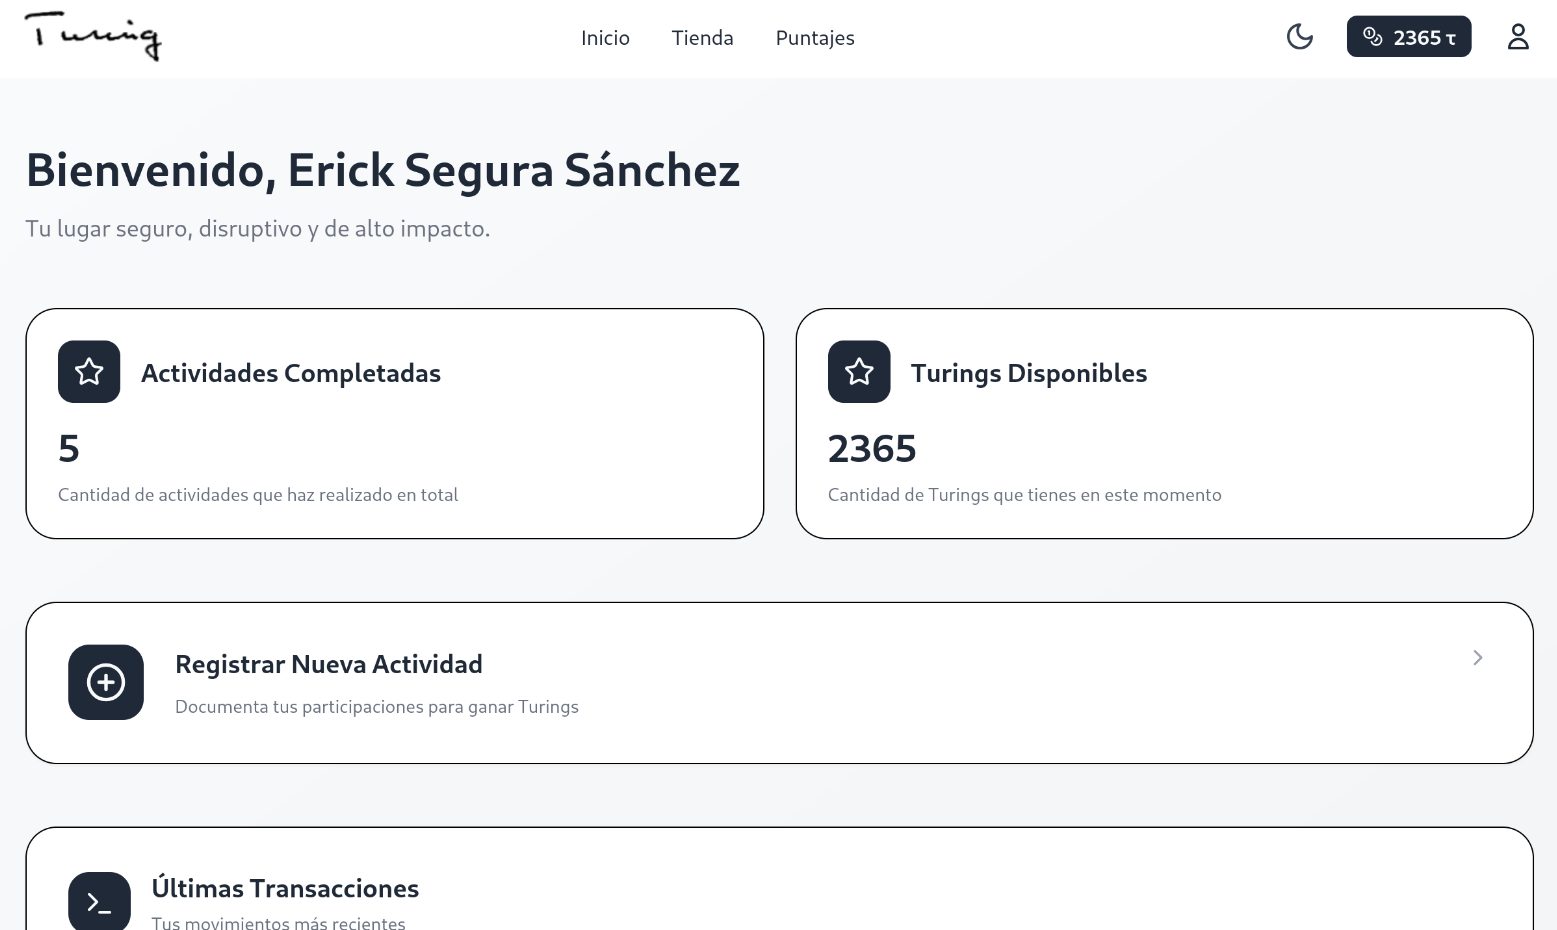 Turing
Inicio
Tienda
Puntajes
2365 τ
Bienvenido, Erick Segura Sánchez
Tu lugar seguro, disruptivo y de alto impacto.
Actividades Completadas
5
Cantidad de actividades que haz realizado en total
Turings Disponibles
2365
Cantidad de Turings que tienes en este momento
Registrar Nueva Actividad
Documenta tus participaciones para ganar Turings
Últimas Transacciones
Tus movimientos más recientes